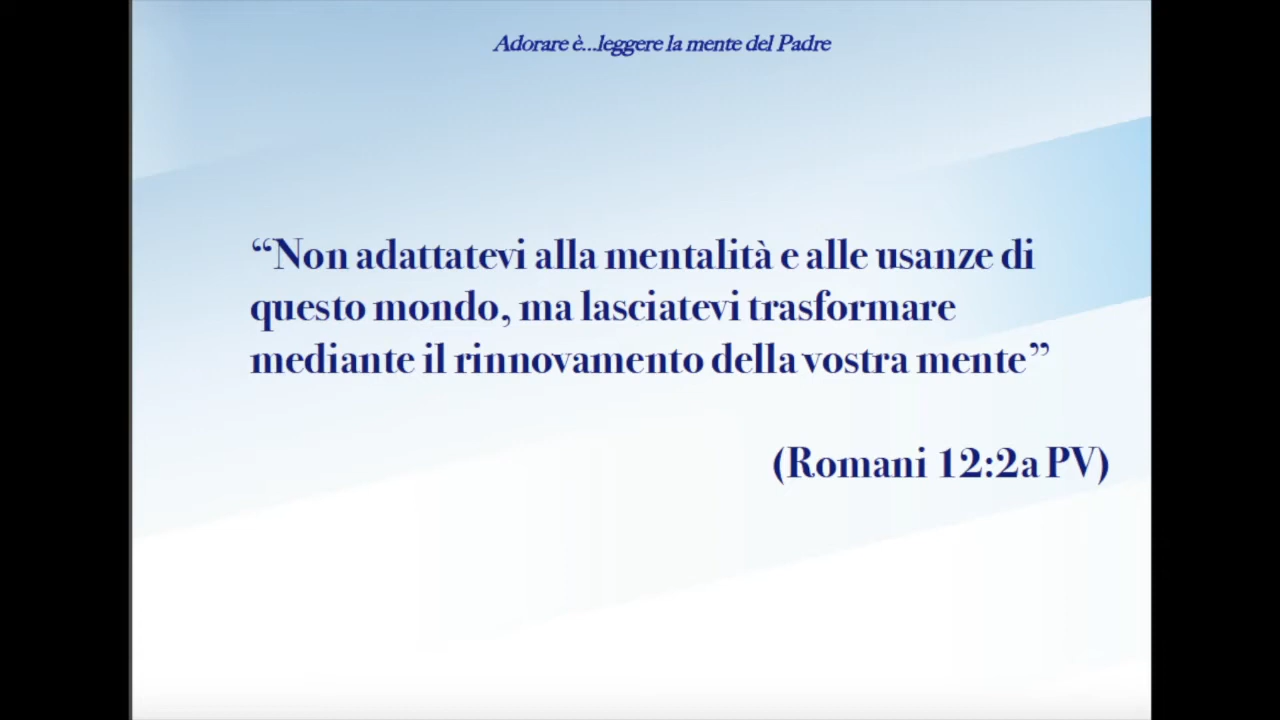 Adorare è...leggere la mente del Padre
“Non adattatevi alla mentalità e alle usanze di
questo mondo, ma lasciatevi trasformare
mediante il rinnovamento della vostra mente”
(Romani 12:2a PV)